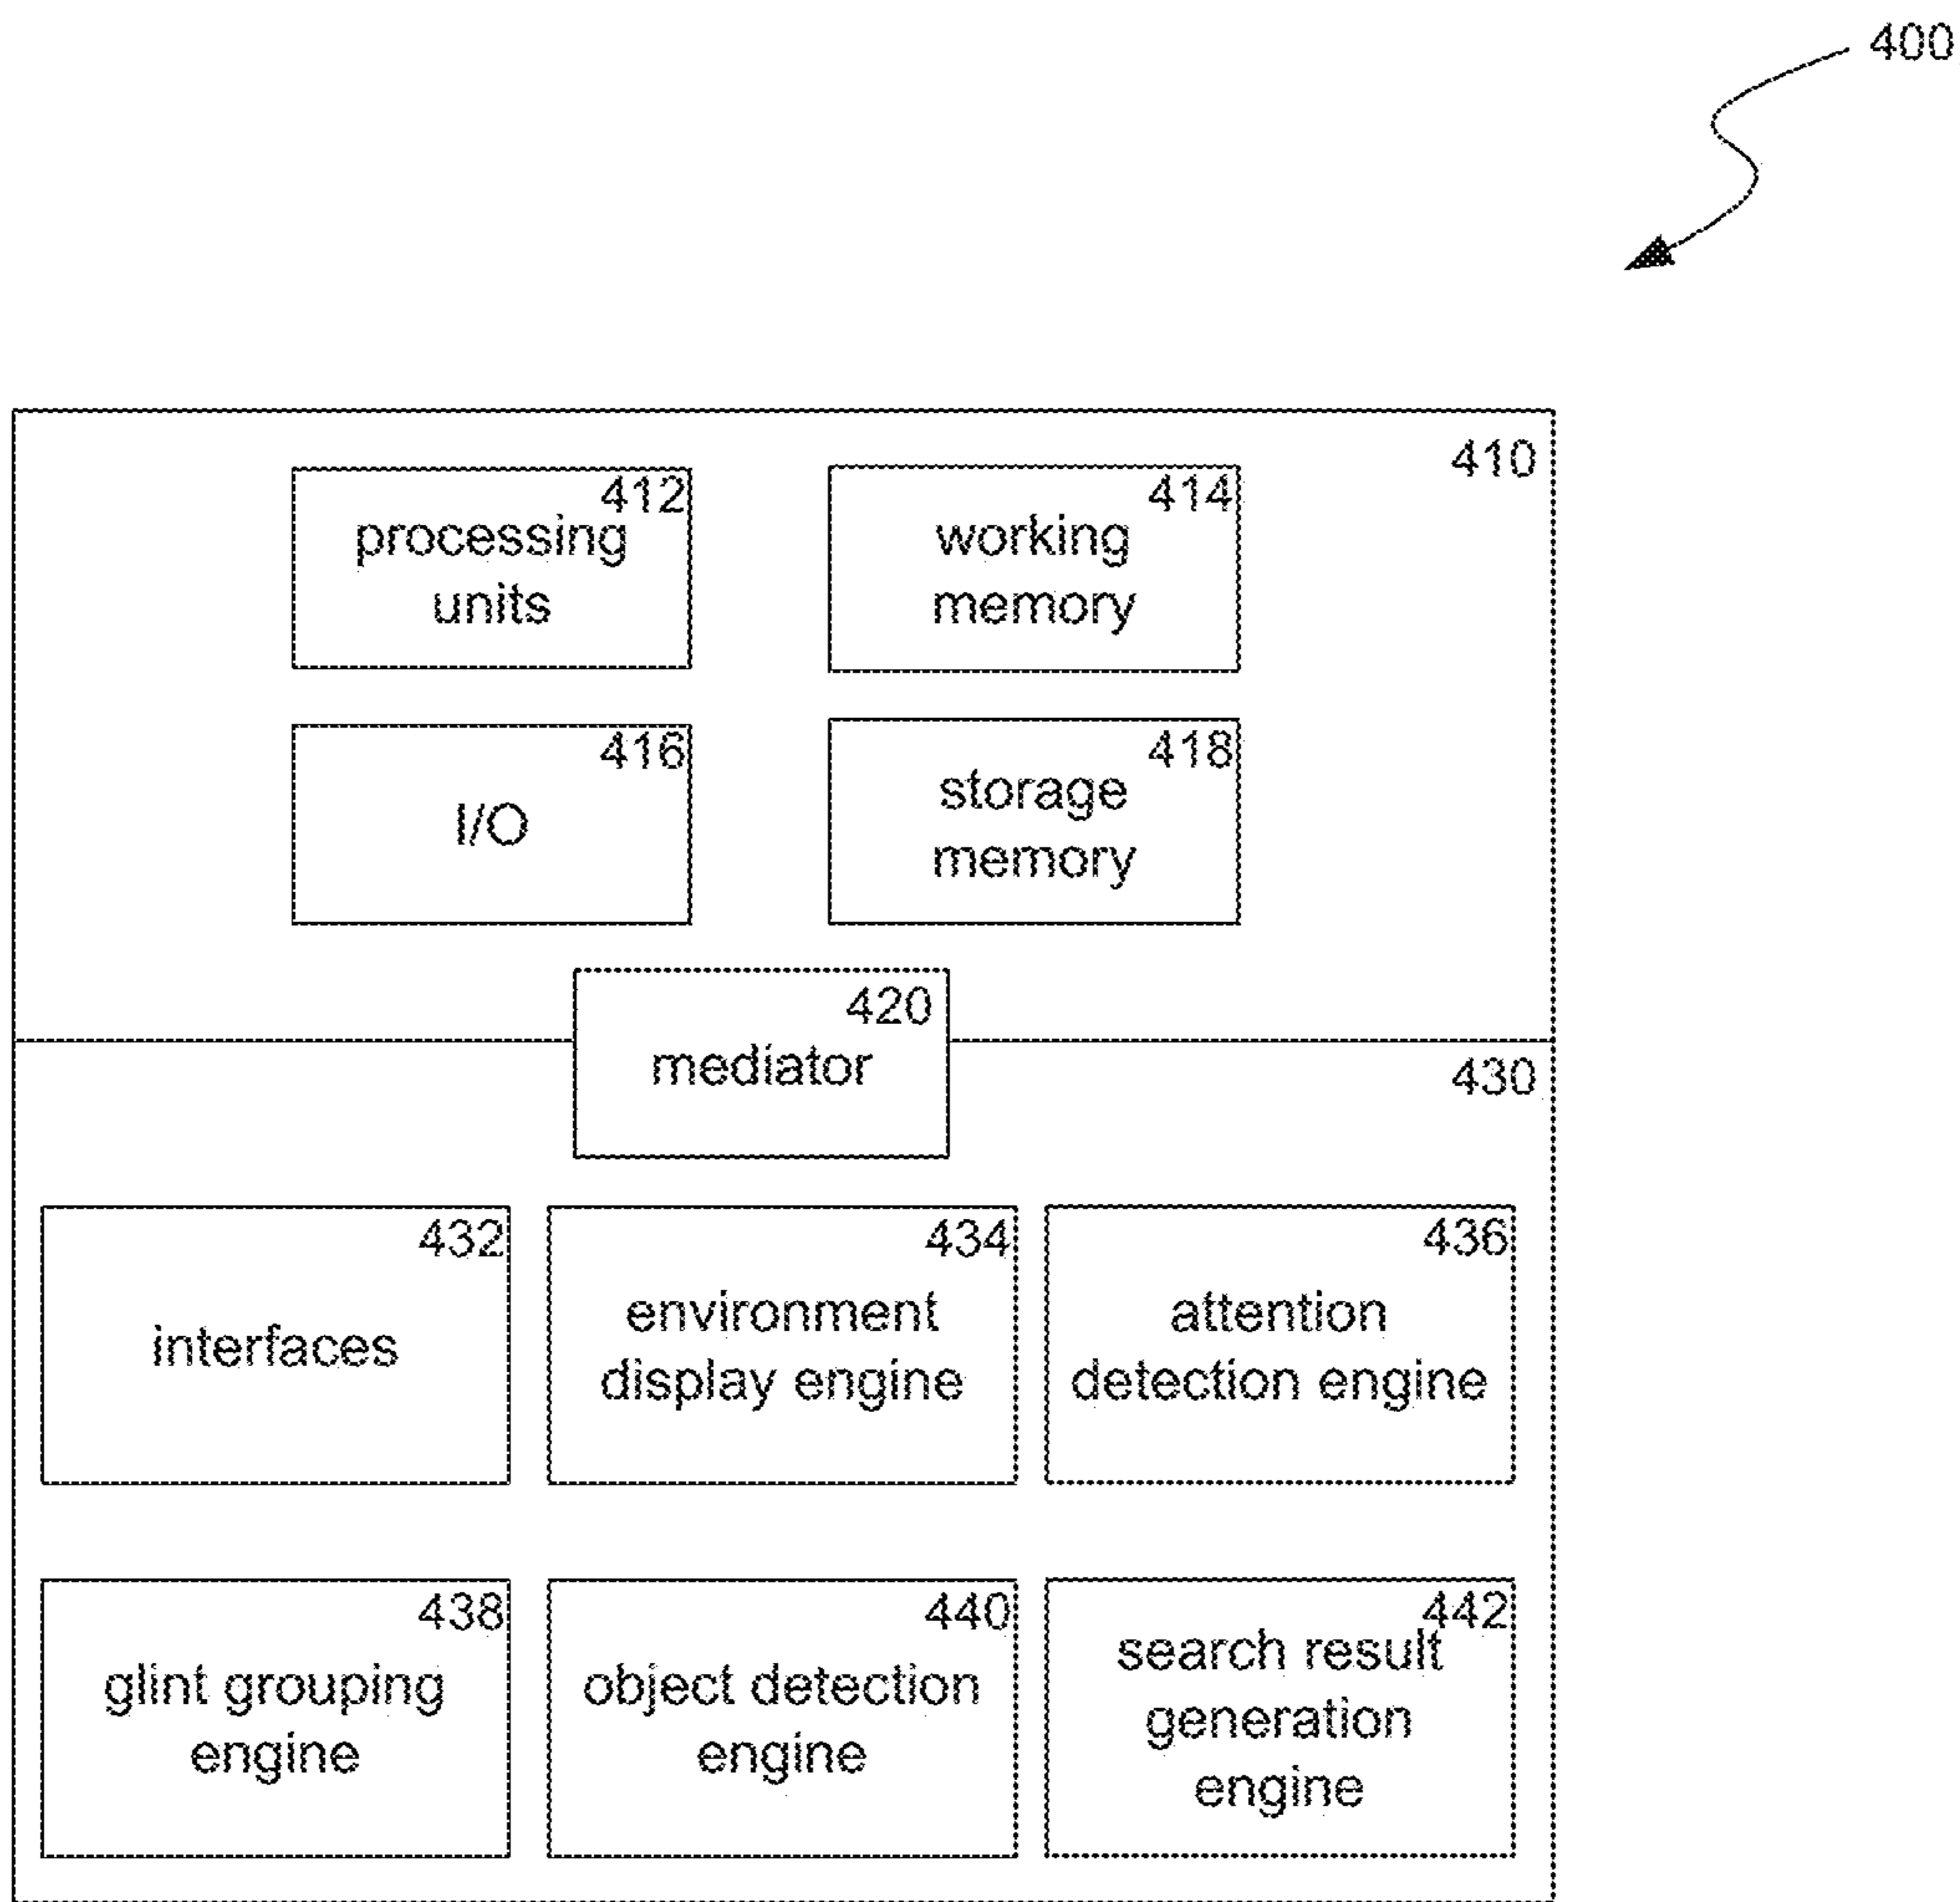 400
410
412
processing
units
414
working
memory
416
I/O
418
storage
memory
420
mediator
430
432
interfaces
434
environment
display engine
436
attention
detection engine
438
glint grouping
engine
440
object detection
engine
442
search result
generation
engine